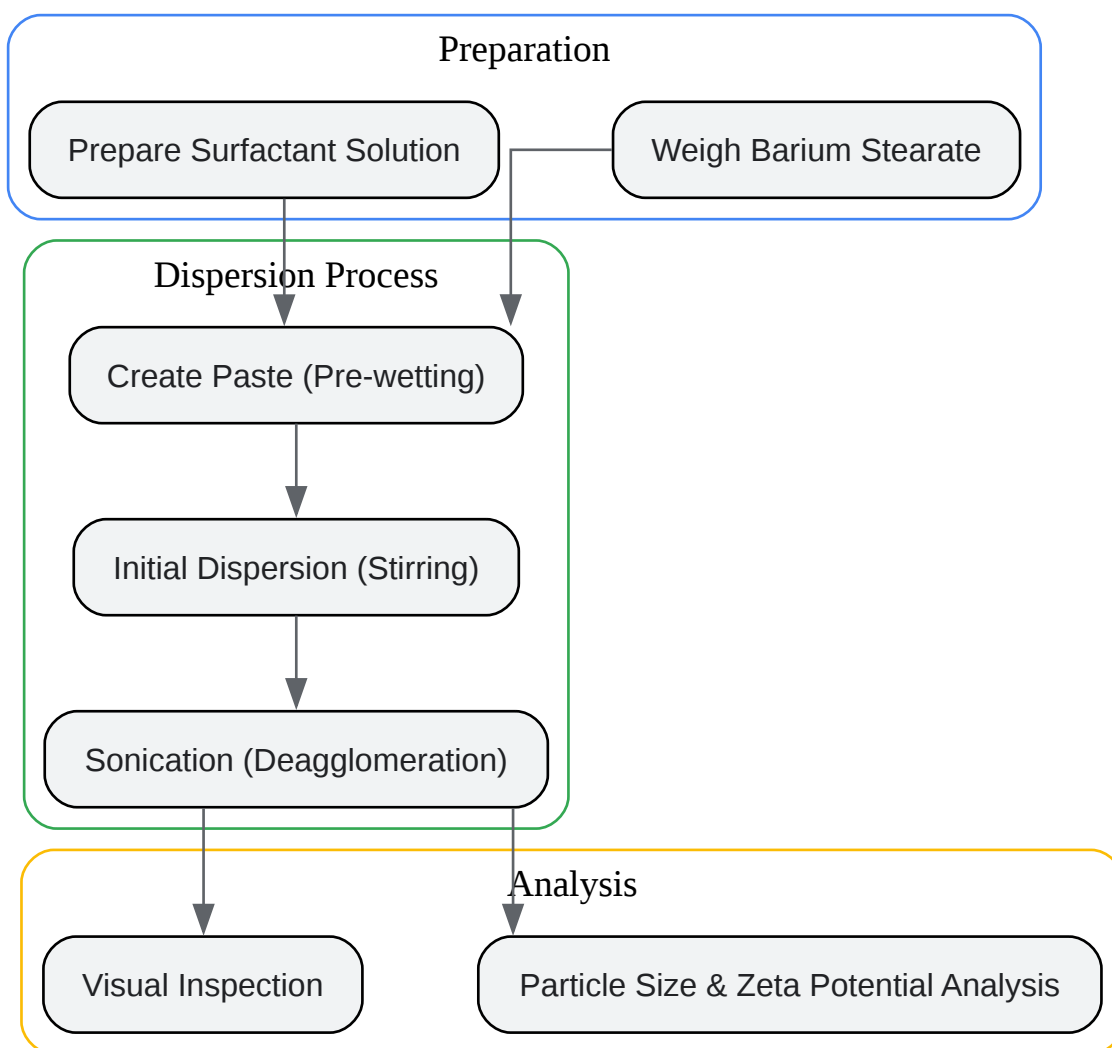 Preparation
Prepare Surfactant Solution
Weigh Barium Stearate
Dispersion Process
Create Paste (Pre-wetting)
Initial Dispersion (Stirring)
Sonication (Deagglomeration)
Analysis
Visual Inspection
Particle Size & Zeta Potential Analysis